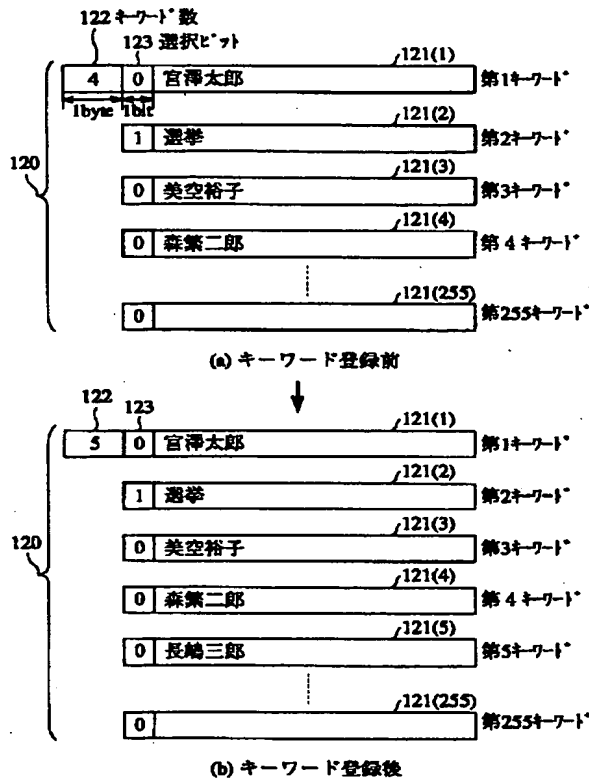 122 キーワード数
123 選択ビット
121(1)
4 0 宮澤太郎 第1キーワード
1byte 1bit
121(2)
1 選挙 第2キーワード
120
121(3)
0 美空裕子 第3キーワード
121(4)
0 森繁二郎 第4キーワード
121(255)
0 第255キーワード
(a) キーワード登録前
122 123
121(1)
5 0 宮澤太郎 第1キーワード
121(2)
1 選挙 第2キーワード
121(3)
120
0 美空裕子 第3キーワード
121(4)
0 森繁二郎 第4キーワード
121(5)
0 長嶋三郎 第5キーワード
121(255)
0 第255キーワード
(b) キーワード登録後